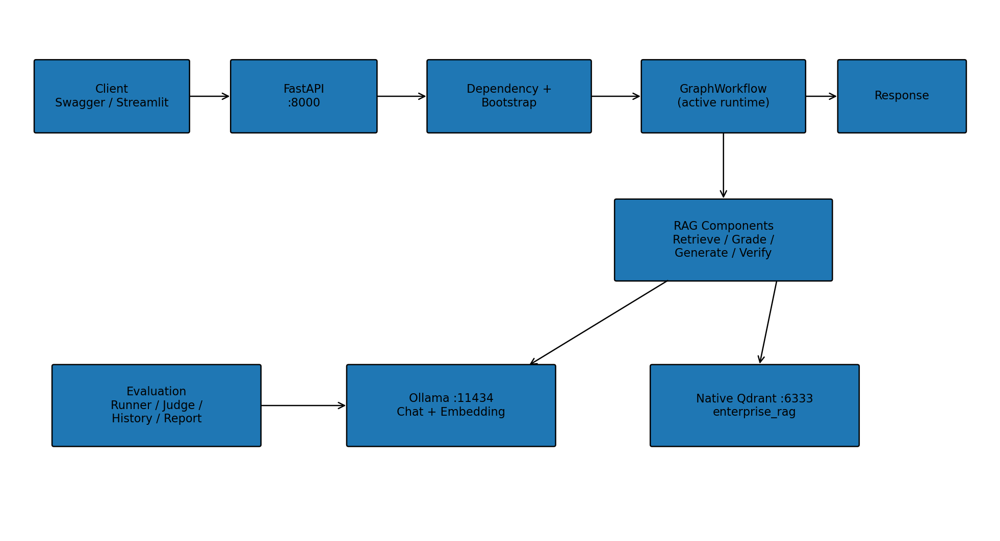 Client
Swagger / Streamlit
FastAPI
:8000
Dependency +
Bootstrap
GraphWorkflow
(active runtime)
Response
RAG Components
Retrieve / Grade /
Generate / Verify
Evaluation
Runner / Judge /
History / Report
Ollama :11434
Chat + Embedding
Native Qdrant :6333
enterprise_rag